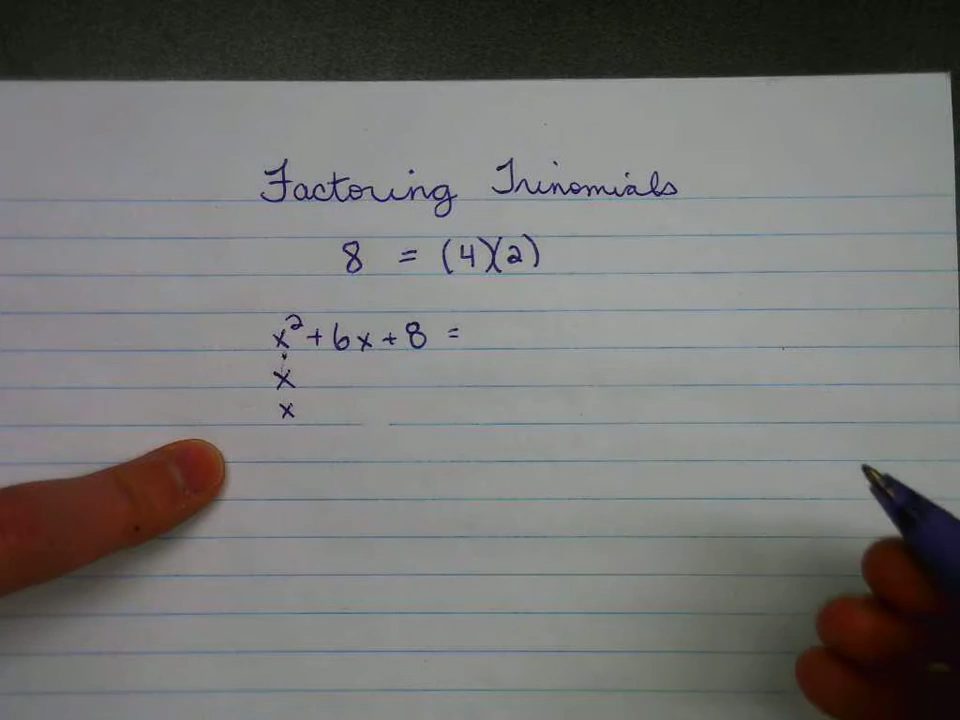 Factoring Trinomials
8 = (4)(2)
x² + 6x + 8 =
x
x